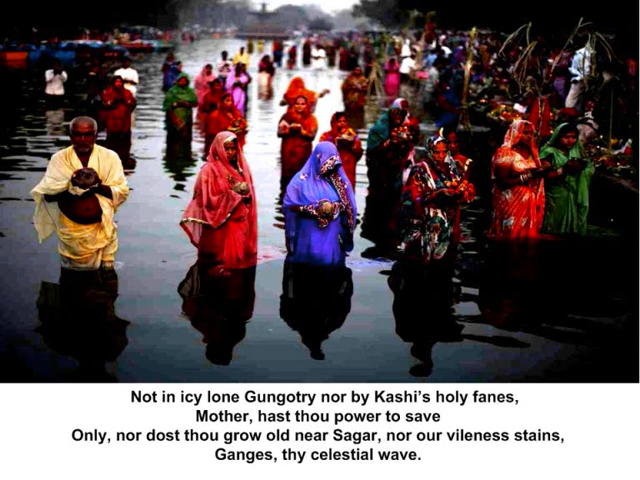 Not in icy lone Gungotry nor by Kashi's holy fanes,
Mother, hast thou power to save
Only, nor dost thou grow old near Sagar, nor our vileness stains,
Ganges, thy celestial wave.